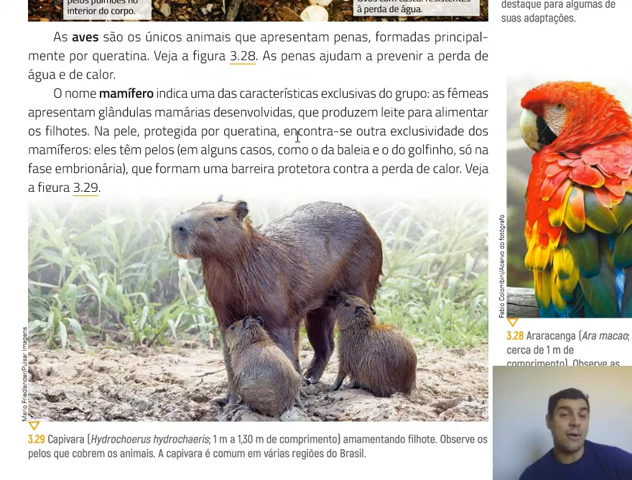 pelos pulmões no
interior do corpo.
à perda de água.
destaque para algumas de
suas adaptações.
As aves são os únicos animais que apresentam penas, formadas principal-
mente por queratina. Veja a figura 3.28. As penas ajudam a prevenir a perda de
água e de calor.
O nome mamífero indica uma das características exclusivas do grupo: as fêmeas
apresentam glândulas mamárias desenvolvidas, que produzem leite para alimentar
os filhotes. Na pele, protegida por queratina, encontra-se outra exclusividade dos
mamíferos: eles têm pelos (em alguns casos, como o da baleia e o do golfinho, só na
fase embrionária), que formam uma barreira protetora contra a perda de calor. Veja
a figura 3.29.
Mario Friedlander/Pulsar Imagens
3.29 Capivara (Hydrochoerus hydrochaeris; 1 m a 1,30 m de comprimento) amamentando filhote. Observe os
pelos que cobrem os animais. A capivara é comum em várias regiões do Brasil.
Fabio Colombini/Acervo do fotógrafo
3.28 Araracanga (Ara macao;
cerca de 1 m de
comprimento). Observe as